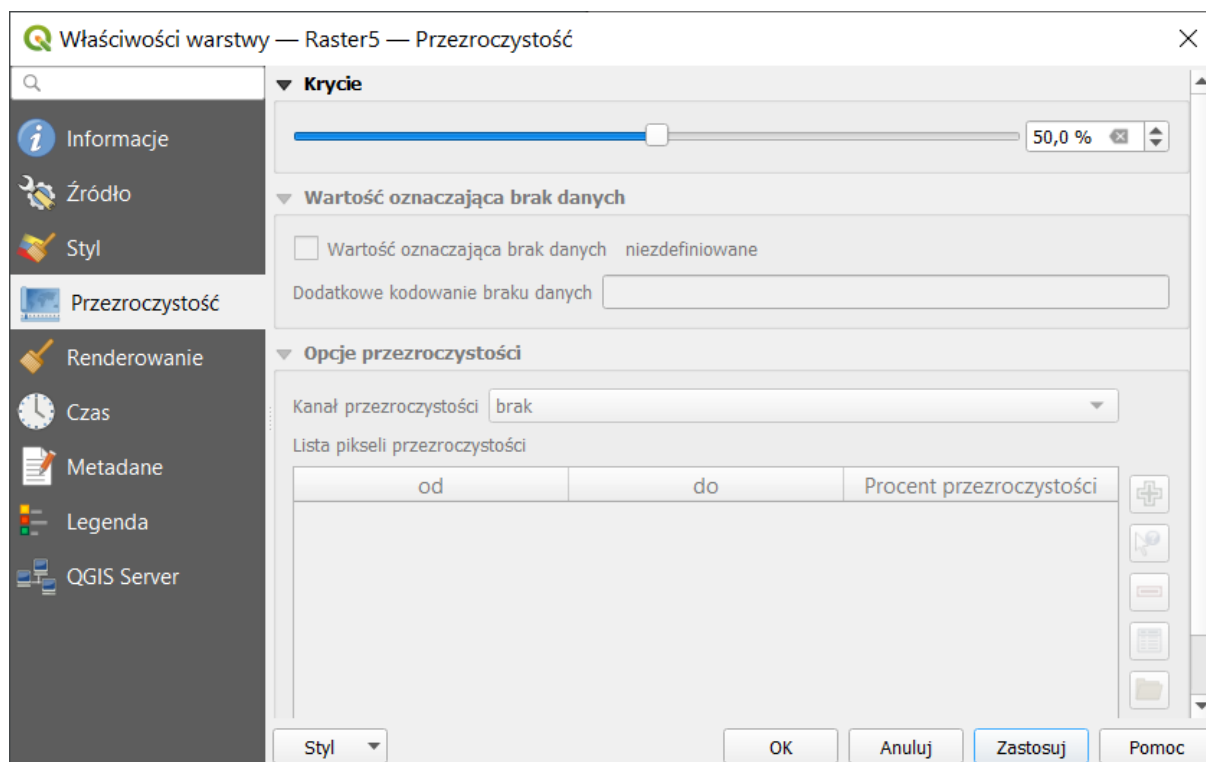 Właściwości warstwy — Raster5 — Przezroczystość
Krycie
Informacje
50,0 %
Źródło
Wartość oznaczająca brak danych
Styl
Wartość oznaczająca brak danych niezdefiniowane
Przezroczystość
Dodatkowe kodowanie braku danych
Renderowanie
Opcje przezroczystości
Czas
Kanał przezroczystości brak
Lista pikseli przezroczystości
Metadane
od do Procent przezroczystości
Legenda
QGIS Server
Styl OK Anuluj Zastosuj Pomoc